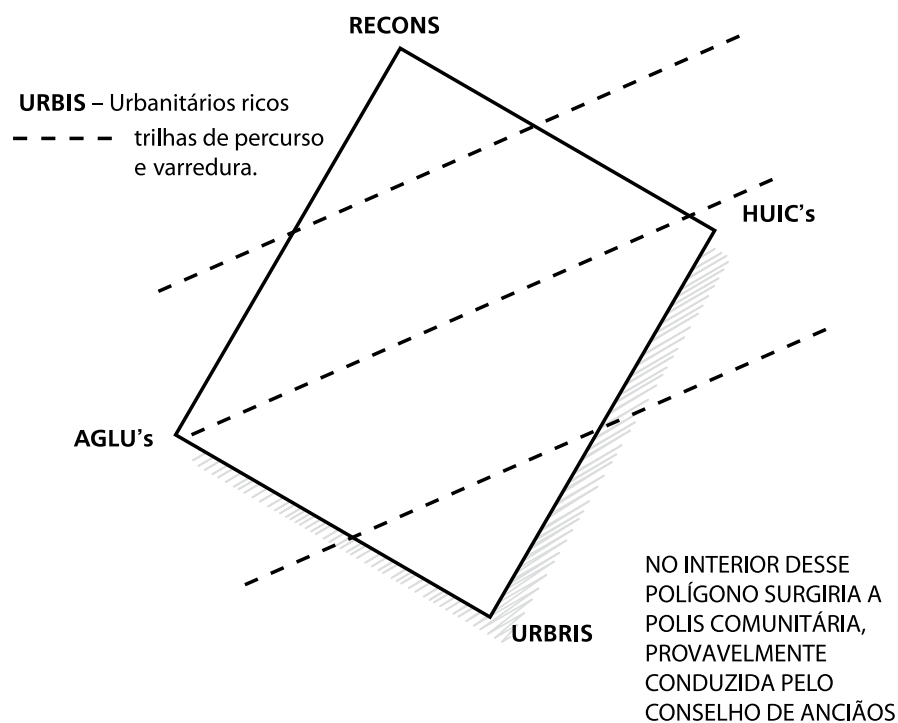 RECONS
URBIS – Urbanitários ricos
trilhas de percurso
e varredura.
HUIC's
AGLU's
URBRIS
NO INTERIOR DESSE
POLÍGONO SURGIRIA A
POLIS COMUNITÁRIA,
PROVAVELMENTE
CONDUZIDA PELO
CONSELHO DE ANCIÃOS